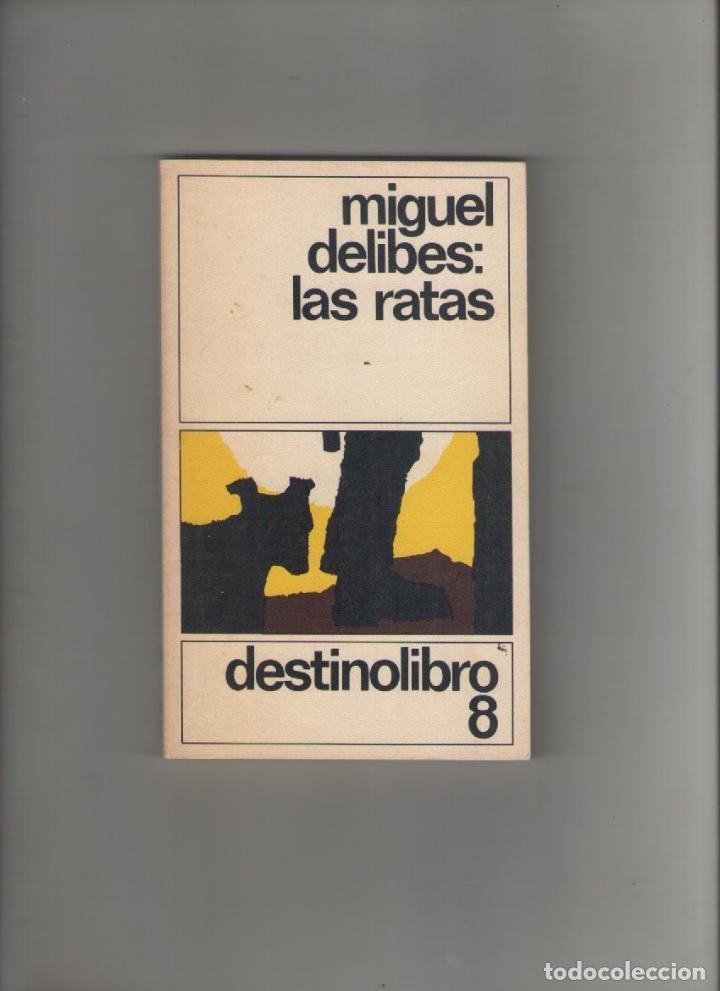 miguel
delibes:
las ratas
destinolibro
8
todocoleccion